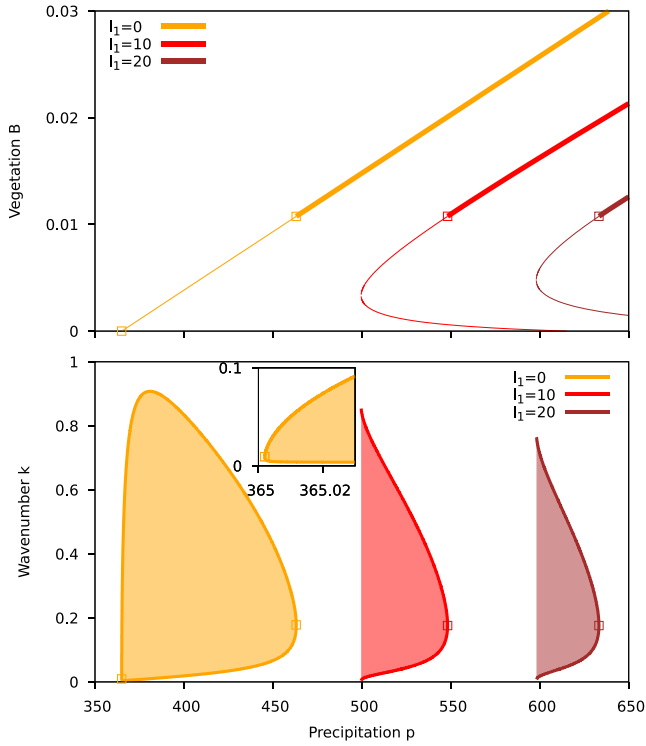 0.03
0.02
0.01
0
Vegetation B
I₁=0
I₁=10
I₁=20
1
0.8
0.6
0.4
0.2
0
Wavenumber k
0.1
0
365 365.02
I₁=0
I₁=10
I₁=20
350 400 450 500 550 600 650
Precipitation p